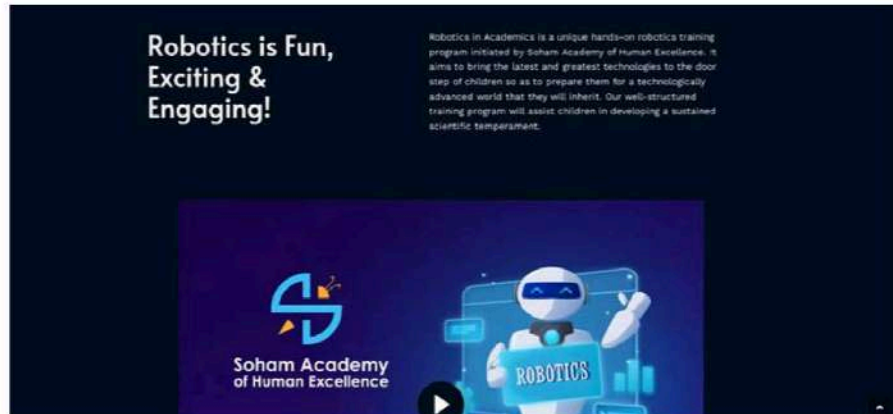 Robotics is Fun,
Exciting &
Engaging!
Robotics in Academics is a unique hands-on robotics training
program initiated by Soham Academy of Human Excellence. It
aims to bring the latest and greatest technologies to the door
step of children so as to prepare them for a technologically
advanced world that they will inherit. Our well-structured
training program will assist children in developing a sustained
scientific temperament.
Soham Academy
of Human Excellence
ROBOTICS